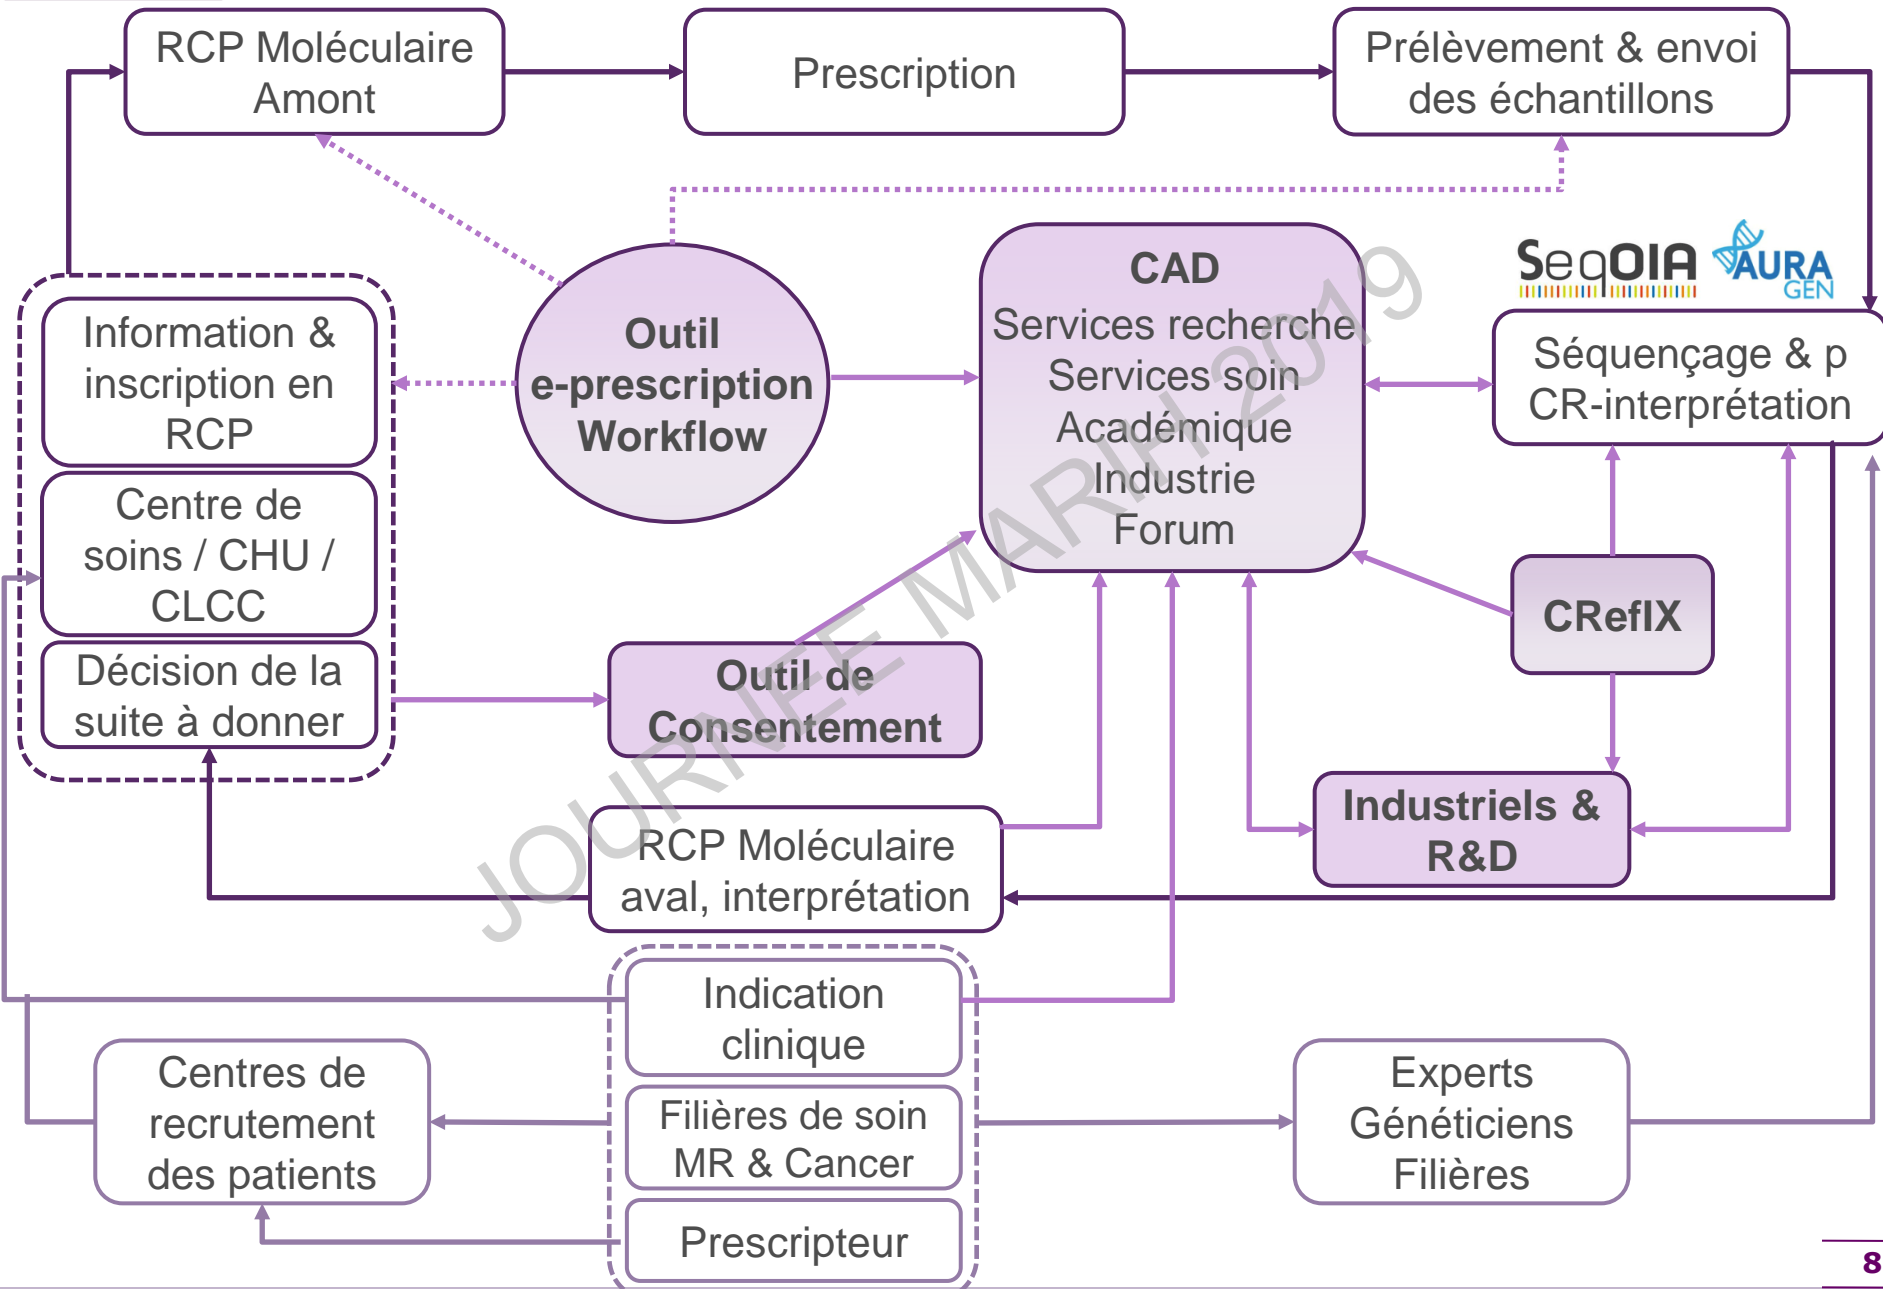 RCP Moléculaire
Amont
Prescription
Prélèvement & envoi
des échantillons
SeqOIA
AURA
GEN
Information &
inscription en
RCP
Centre de
soins / CHU /
CLCC
Décision de la
suite à donner
Outil
e-prescription
Workflow
CAD
Services recherche
Services soin
Académique
Industrie
Forum
Séquençage & p
CR-interprétation
CRefIX
Outil de
Consentement
Industriels &
R&D
RCP Moléculaire
aval, interprétation
Indication
clinique
Filières de soin
MR & Cancer
Prescripteur
Centres de
recrutement
des patients
Experts
Généticiens
Filières
JOURNEE MARIH 2019
8